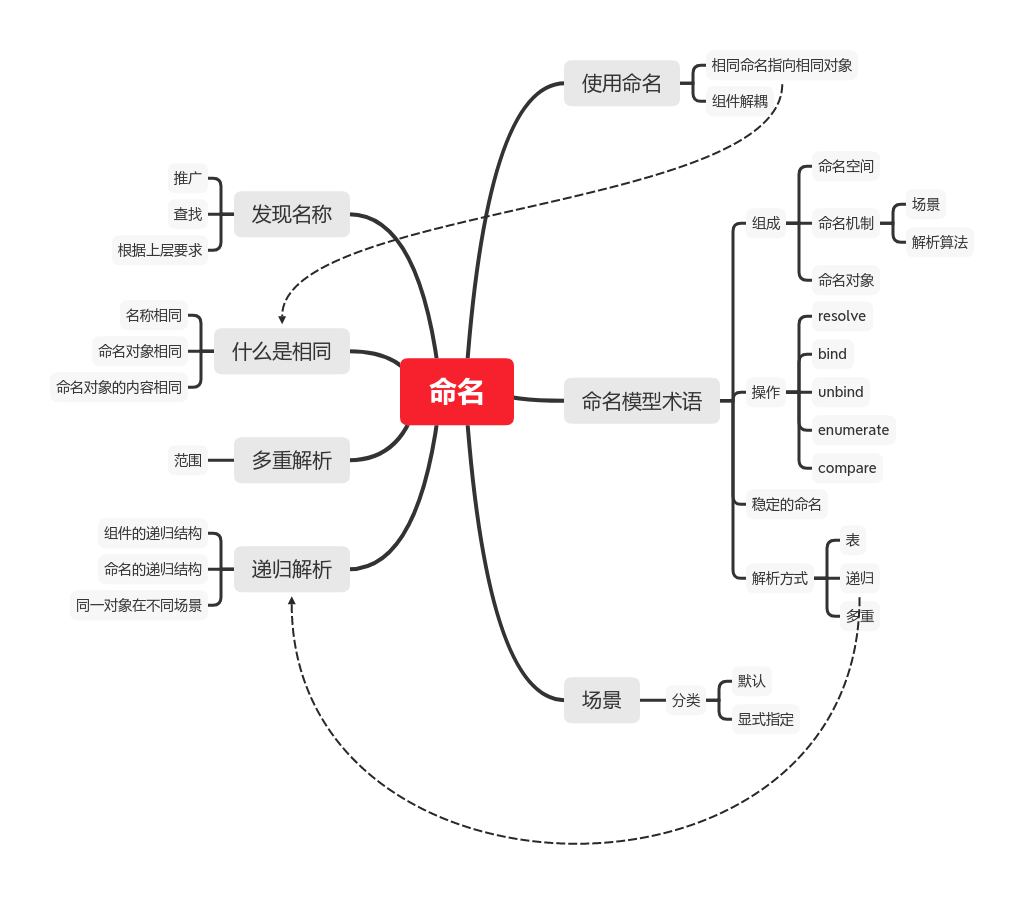 命名
使用命名
相同命名指向相同对象
组件解耦
命名模型术语
组成
命名空间
命名机制
场景
解析算法
命名对象
操作
resolve
bind
unbind
enumerate
compare
稳定的命名
解析方式
表
递归
多重
场景
分类
默认
显式指定
发现名称
推广
查找
根据上层要求
什么是相同
名称相同
命名对象相同
命名对象的内容相同
多重解析
范围
递归解析
组件的递归结构
命名的递归结构
同一对象在不同场景